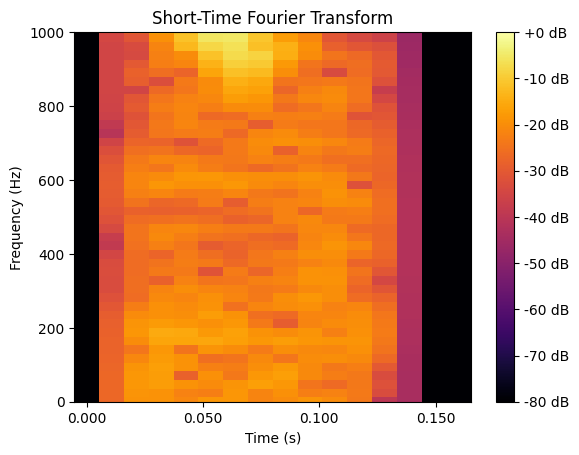 Short-Time Fourier Transform
1000
800
600
400
200
0
Frequency (Hz)
0.000
0.050
0.100
0.150
Time (s)
+0 dB
-10 dB
-20 dB
-30 dB
-40 dB
-50 dB
-60 dB
-70 dB
-80 dB